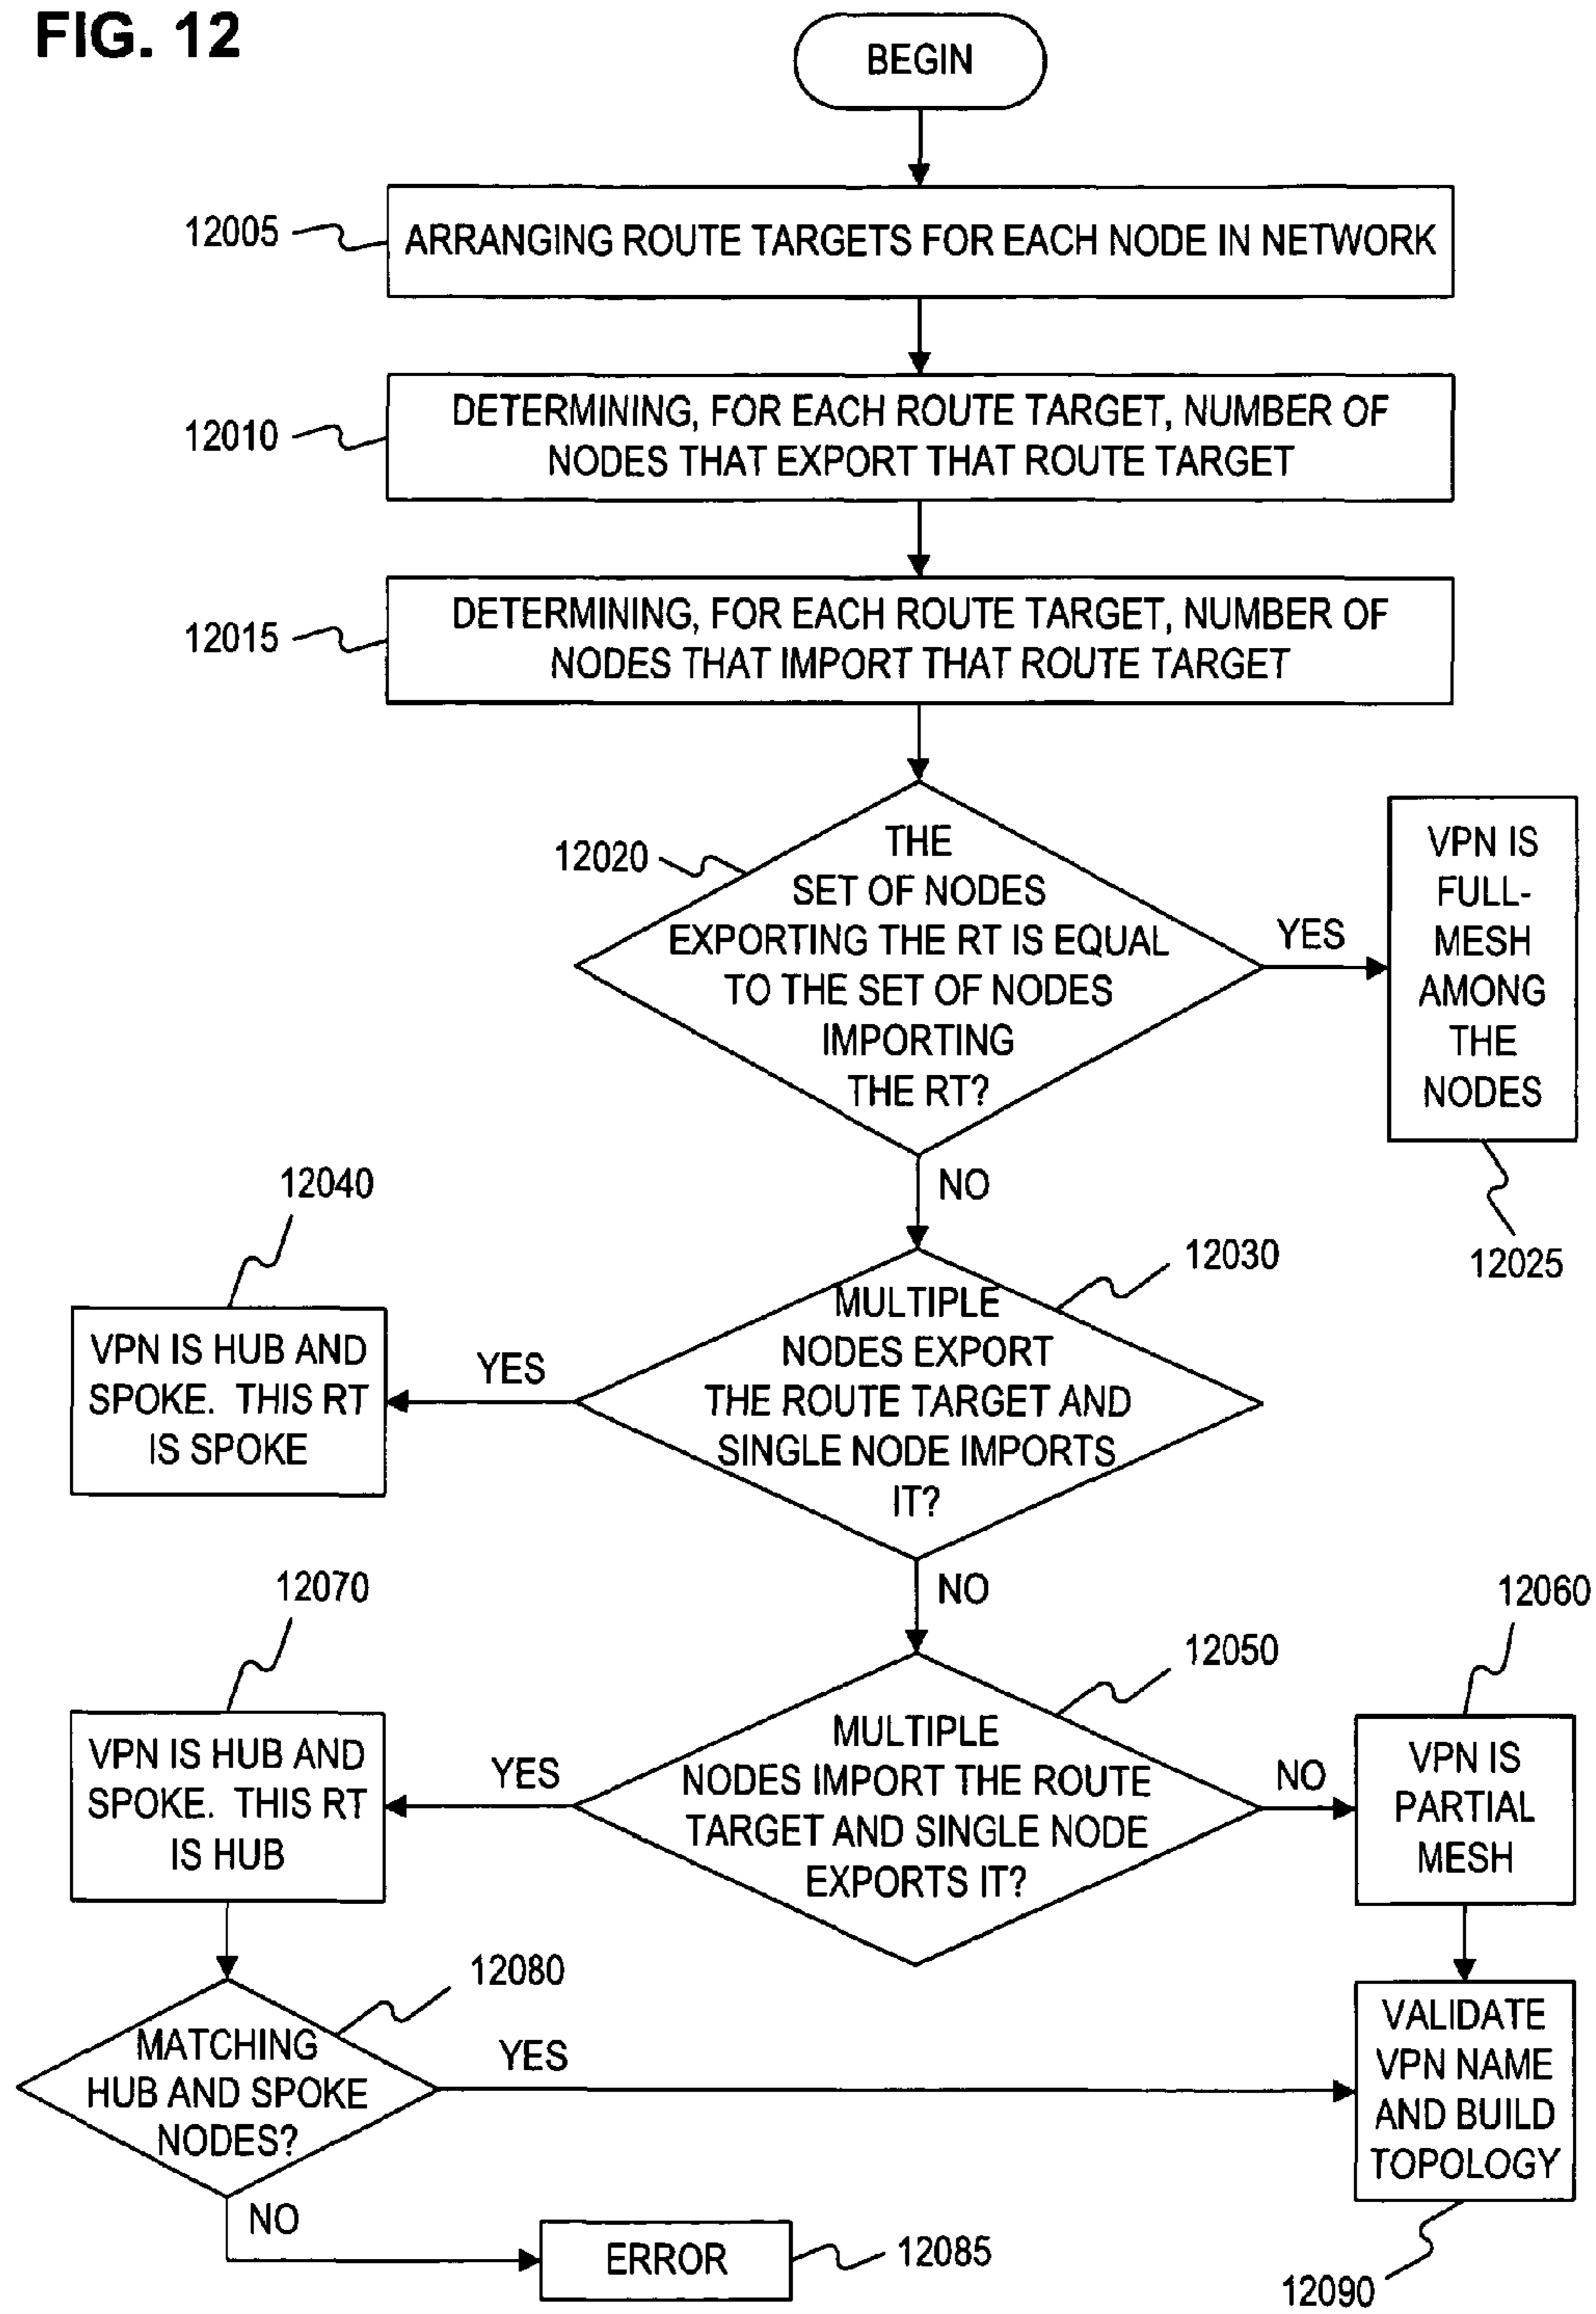 FIG. 12
BEGIN
12005
ARRANGING ROUTE TARGETS FOR EACH NODE IN NETWORK
12010
DETERMINING, FOR EACH ROUTE TARGET, NUMBER OF
NODES THAT EXPORT THAT ROUTE TARGET
12015
DETERMINING, FOR EACH ROUTE TARGET, NUMBER OF
NODES THAT IMPORT THAT ROUTE TARGET
12020
THE
SET OF NODES
EXPORTING THE RT IS EQUAL
TO THE SET OF NODES
IMPORTING
THE RT?
YES
VPN IS
FULL-
MESH
AMONG
THE
NODES
12025
NO
12040
VPN IS HUB AND
SPOKE. THIS RT
IS SPOKE
YES
12030
MULTIPLE
NODES EXPORT
THE ROUTE TARGET AND
SINGLE NODE IMPORTS
IT?
NO
12070
VPN IS HUB AND
SPOKE. THIS RT
IS HUB
YES
12050
MULTIPLE
NODES IMPORT THE ROUTE
TARGET AND SINGLE NODE
EXPORTS IT?
NO
12060
VPN IS
PARTIAL
MESH
12080
MATCHING
HUB AND SPOKE
NODES?
YES
VALIDATE
VPN NAME
AND BUILD
TOPOLOGY
12090
NO
ERROR
12085